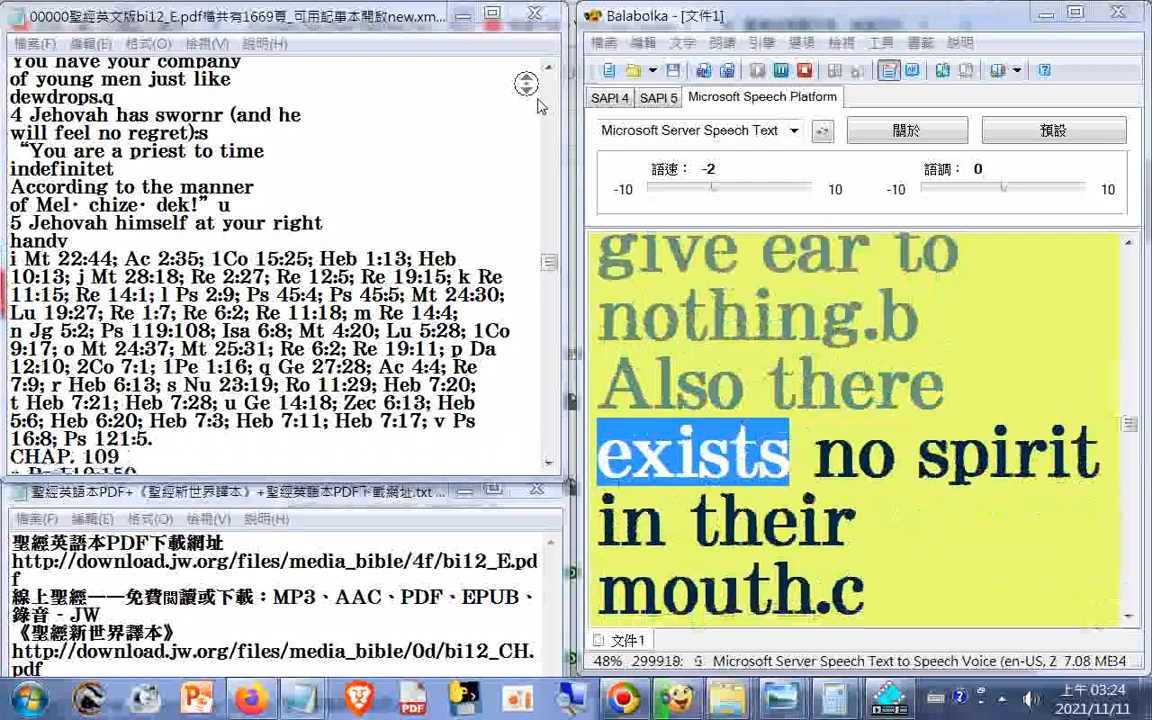 00000聖經英文版bi12_E.pdf檔共有1669頁_可用記事本開啟new.xm...
檔案(F) 編輯(E) 格式(O) 檢視(V) 說明(H)
You have your company
of young men just like
dewdrops.q
4 Jehovah has swornr (and he
will feel no regret):s
“You are a priest to time
indefinitet
According to the manner
of Mel· chize· dek!” u
5 Jehovah himself at your right
handv
i Mt 22:44; Ac 2:35; 1Co 15:25; Heb 1:13; Heb
10:13; j Mt 28:18; Re 2:27; Re 12:5; Re 19:15; k Re
11:15; Re 14:1; l Ps 2:9; Ps 45:4; Ps 45:5; Mt 24:30;
Lu 19:27; Re 1:7; Re 6:2; Re 11:18; m Re 14:4;
n Jg 5:2; Ps 119:108; Isa 6:8; Mt 4:20; Lu 5:28; 1Co
9:17; o Mt 24:37; Mt 25:31; Re 6:2; Re 19:11; p Da
12:10; 2Co 7:1; 1Pe 1:16; q Ge 27:28; Ac 4:4; Re
7:9; r Heb 6:13; s Nu 23:19; Ro 11:29; Heb 7:20;
t Heb 7:21; Heb 7:28; u Ge 14:18; Zec 6:13; Heb
5:6; Heb 6:20; Heb 7:3; Heb 7:11; Heb 7:17; v Ps
16:8; Ps 121:5.
CHAP. 109
聖經英語本PDF+《聖經新世界譯本》+聖經英語本PDF下載網址.txt ...
檔案(F) 編輯(E) 格式(O) 檢視(V) 說明(H)
聖經英語本PDF下載網址
http://download.jw.org/files/media_bible/4f/bi12_E.pd
f
線上聖經——免費閱讀或下載：MP3、AAC、PDF、EPUB、
錄音 - JW
《聖經新世界譯本》
http://download.jw.org/files/media_bible/0d/bi12_CH.
pdf
Balabolka - [文件1]
檔案 編輯 文字 朗讀 引擎 選項 檢視 工具 書籤 說明
SAPI 4 SAPI 5 Microsoft Speech Platform
Microsoft Server Speech Text 關於 預設
語速： -2 語調： 0
-10 10 -10 10
give ear to
nothing.b
Also there
exists no spirit
in their
mouth.c
文件1
48% Microsoft Server Speech Text to Speech Voice (en-US, Z 7.08 MB
上午 03:24
2021/11/11